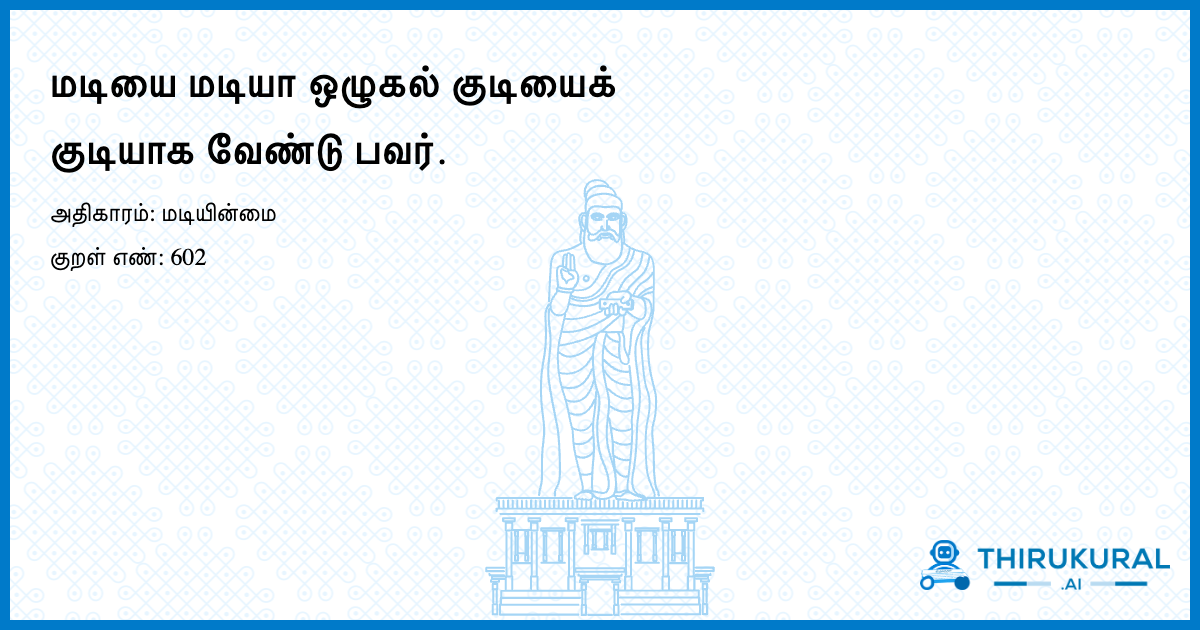 மடியை மடியா ஒழுகல் குடியைக்
குடியாக வேண்டு பவர்.
அதிகாரம்: மடியின்மை
குறள் எண்: 602
THIRUKURAL
.AI